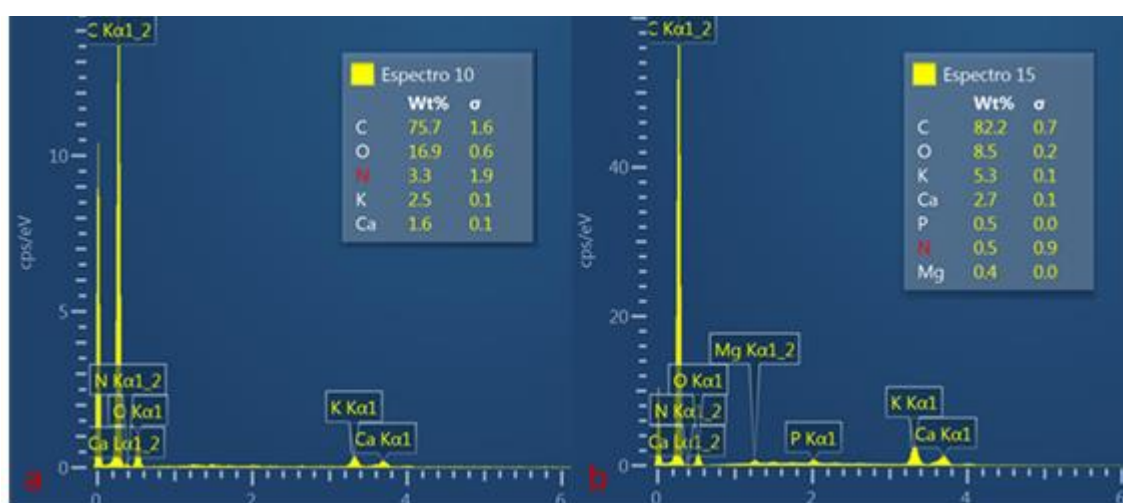 C Kα1_2
Espectro 10
Wt% σ
C 75.7 1.6
O 16.9 0.6
N 3.3 1.9
K 2.5 0.1
Ca 1.6 0.1
10
cps/eV
5
N Kα1_2
O Kα1
Ca Lα1_2
K Kα1
Ca Kα1
0
a
0 2 4 6
C Kα1_2
Espectro 15
Wt% σ
C 82.2 0.7
O 8.5 0.2
K 5.3 0.1
Ca 2.7 0.1
P 0.5 0.0
N 0.5 0.9
Mg 0.4 0.0
40
cps/eV
20
Mg Kα1_2
O Kα1
N Kα1_2
Ca Lα1_2
P Kα1
K Kα1
Ca Kα1
0
b
0 2 4 6